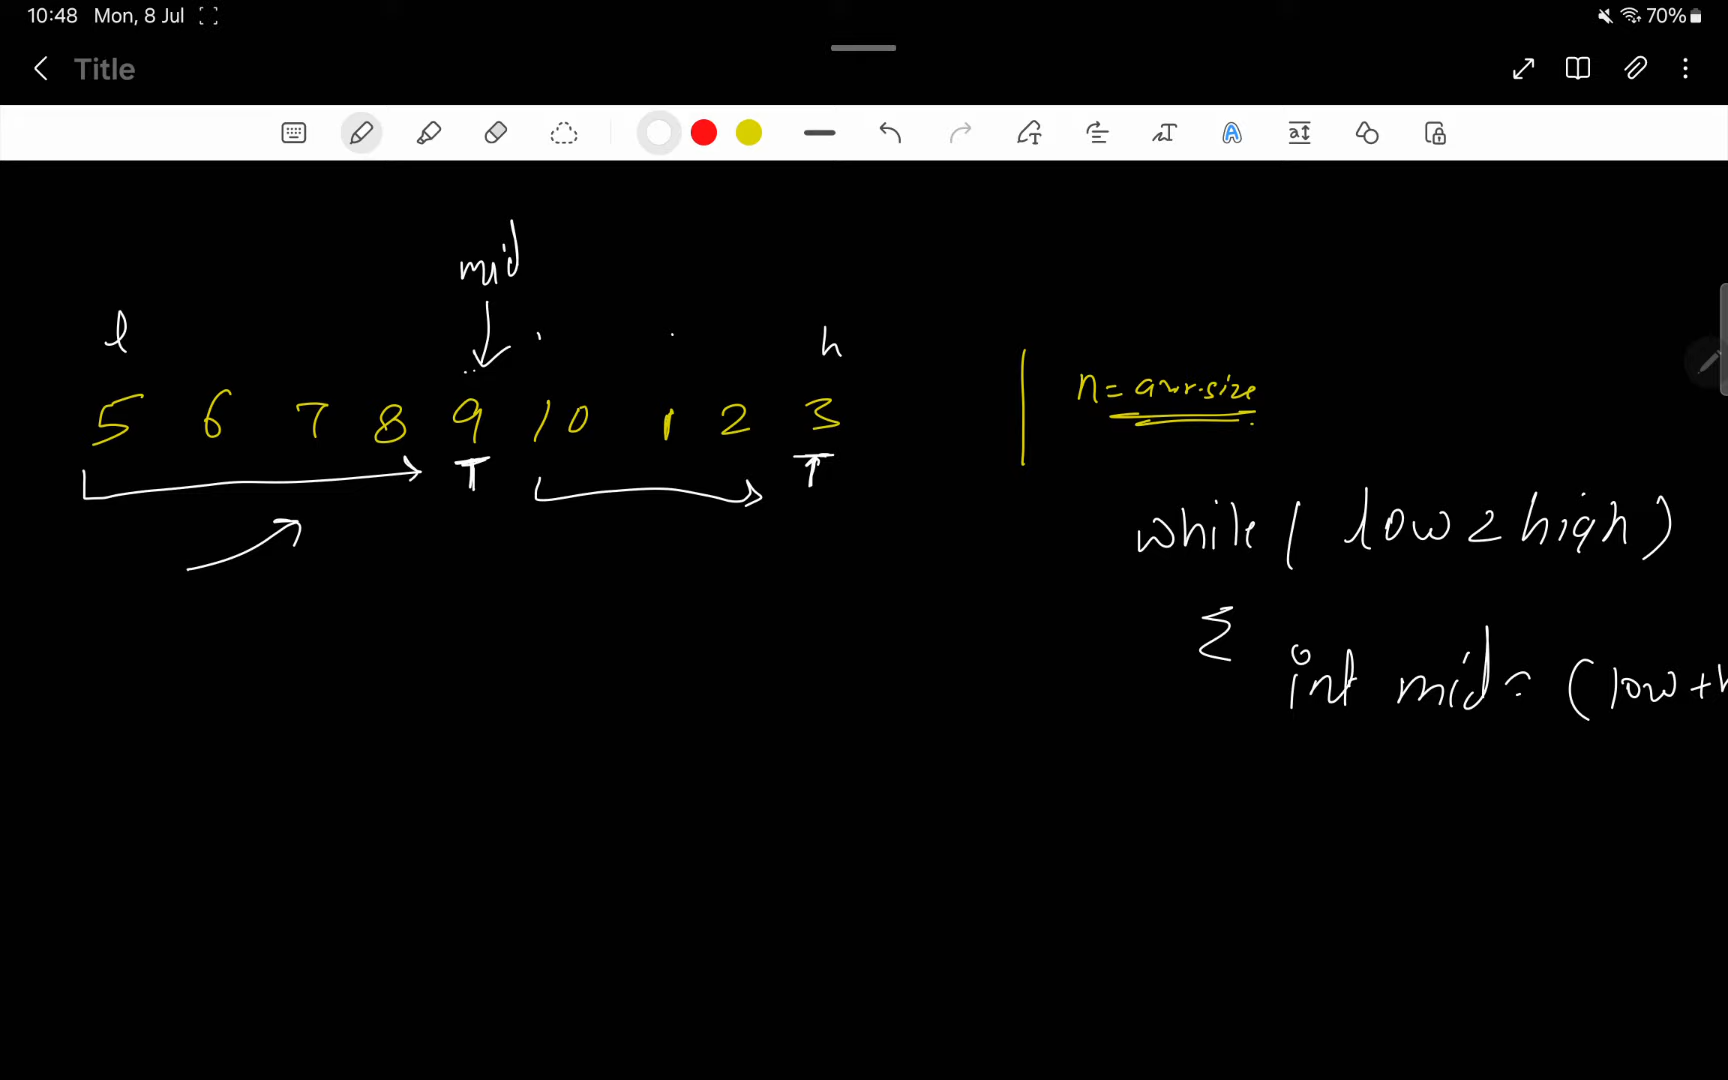 10:48 Mon, 8 Jul 70%
Title
mid
l h
5 6 7 8 9 10 1 2 3
n = arr.size
while ( low < high )
{
int mid = (low + h